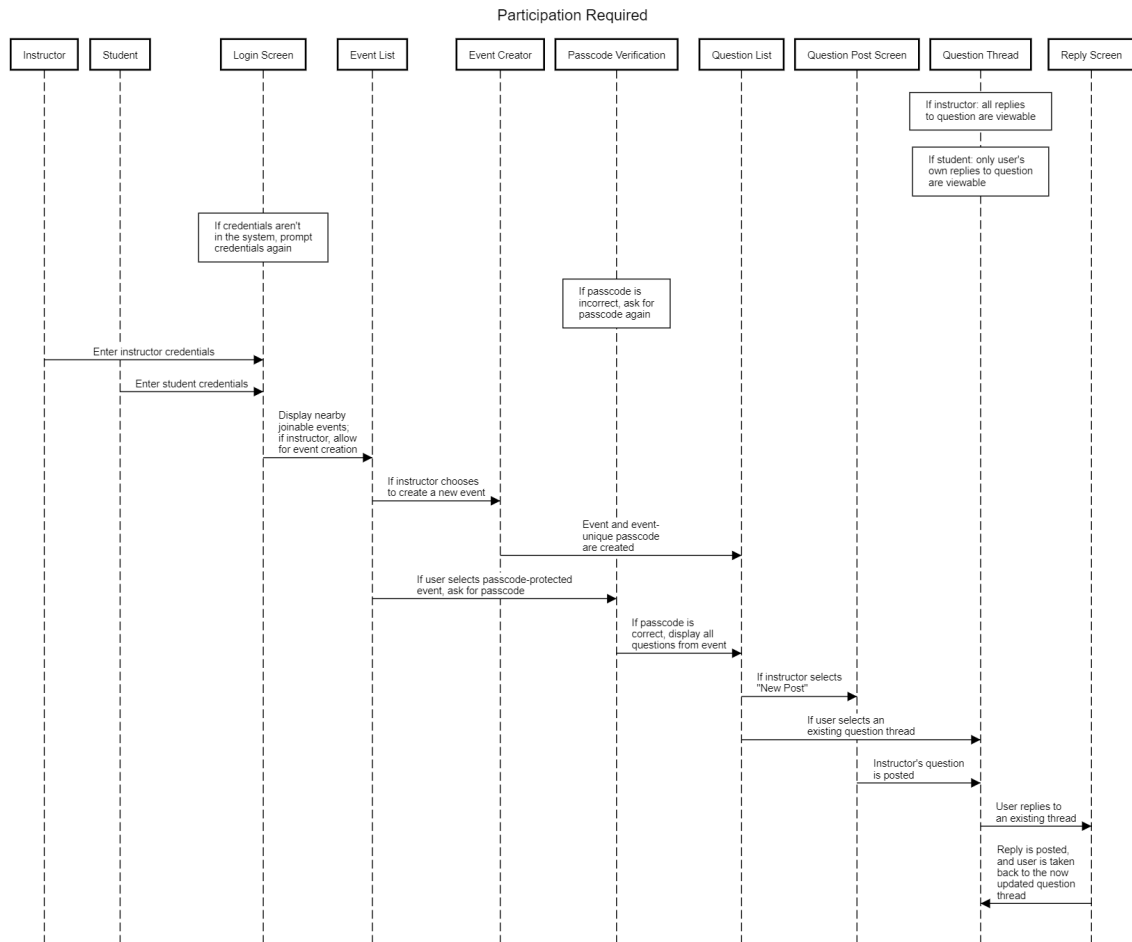 Participation Required
Instructor
Student
Login Screen
Event List
Event Creator
Passcode Verification
Question List
Question Post Screen
Question Thread
Reply Screen
If instructor: all replies
to question are viewable
If student: only user's
own replies to question
are viewable
If credentials aren't
in the system, prompt
credentials again
If passcode is
incorrect, ask for
passcode again
Enter instructor credentials
Enter student credentials
Display nearby
joinable events;
if instructor, allow
for event creation
If instructor chooses
to create a new event
Event and event-
unique passcode
are created
If user selects passcode-protected
event, ask for passcode
If passcode is
correct, display all
questions from event
If instructor selects
"New Post"
If user selects an
existing question thread
Instructor's question
is posted
User replies to
an existing thread
Reply is posted,
and user is taken
back to the now
updated question
thread